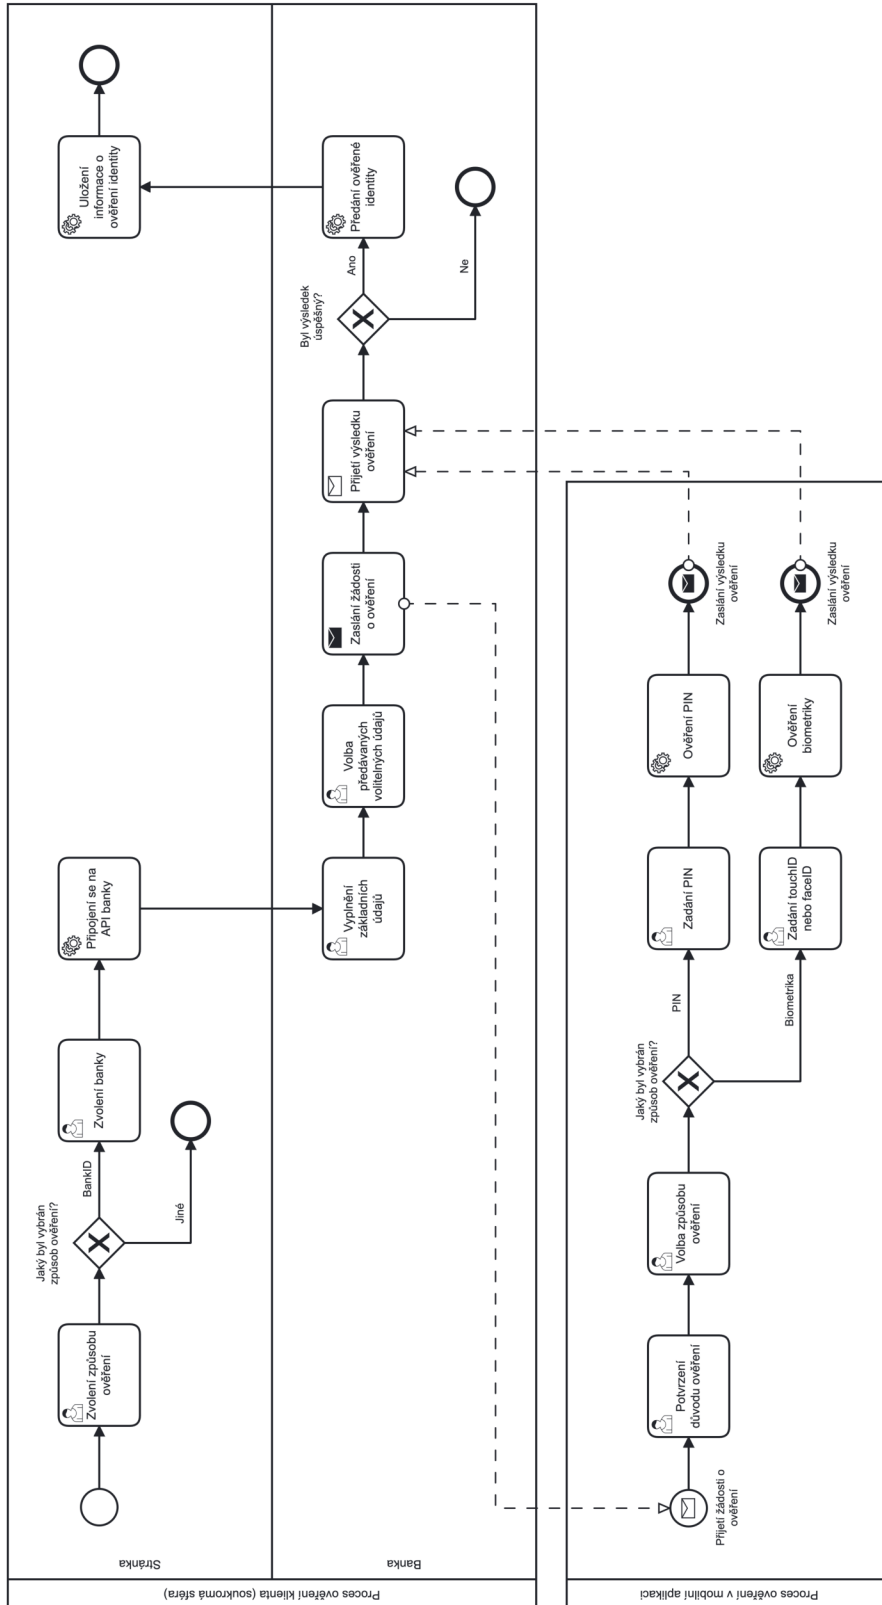 Proces ověření klienta (soukromá sféra)
Stránka
Zvolení způsobu
ověření
Jaký byl vybrán
způsob ověření?
BankID
Jiné
Zvolení banky
Připojení se na
API banky
Uložení
informace o
ověření identity
Banka
Vyplnění
základních
údajů
Volba
předávaných
volitelných údajů
Zaslání žádosti
o ověření
Přijetí výsledku
ověření
Byl výsledek
úspěšný?
Ano
Ne
Předání ověřené
identity
Proces ověření v mobilní aplikaci
Přijetí žádosti o
ověření
Potvrzení
důvodu ověření
Volba způsobu
ověření
Jaký byl vybrán
způsob ověření?
PIN
Biometrika
Zadání PIN
Ověření PIN
Zaslání výsledku
ověření
Zadání touchID
nebo faceID
Ověření
biometriky
Zaslání výsledku
ověření